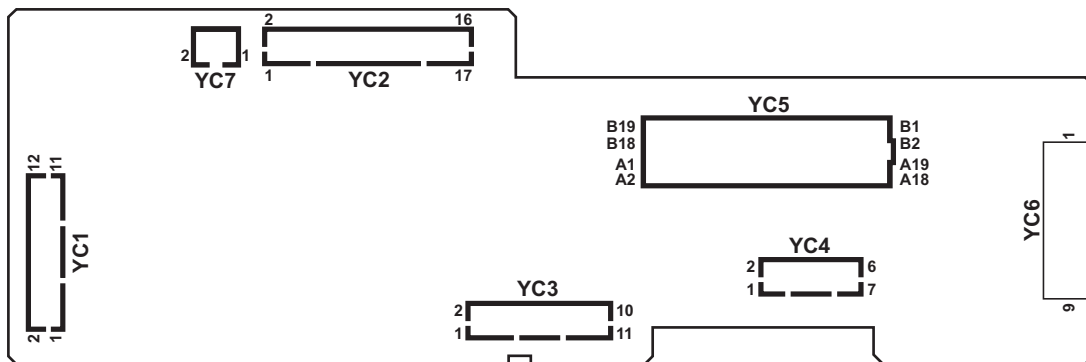 2 16
2 1
YC7
1 YC2 17
YC5
B19 B1
B18 B2
A1 A19
A2 A18
12 11
YC1
2 1
1
YC6
9
YC4
2 6
1 7
YC3
2 10
1 11